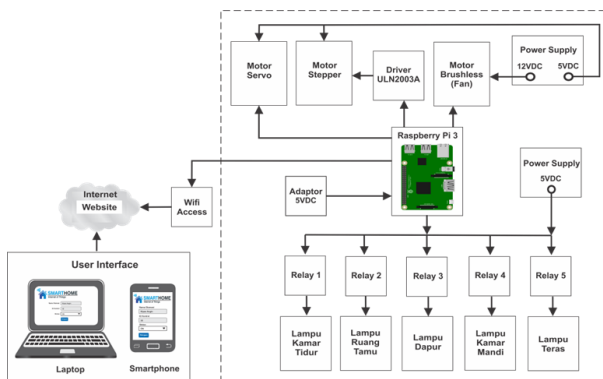 Power Supply
12VDC 5VDC
Motor
Servo
Motor
Stepper
Driver
ULN2003A
Motor
Brushless
(Fan)
Raspberry Pi 3
Power Supply
5VDC
Adaptor
5VDC
Internet
Website
Wifi
Access
User Interface
SMARTHOME
SMARTHOME
Laptop
Smartphone
Relay 1
Relay 2
Relay 3
Relay 4
Relay 5
Lampu
Kamar
Tidur
Lampu
Ruang
Tamu
Lampu
Dapur
Lampu
Kamar
Mandi
Lampu
Teras